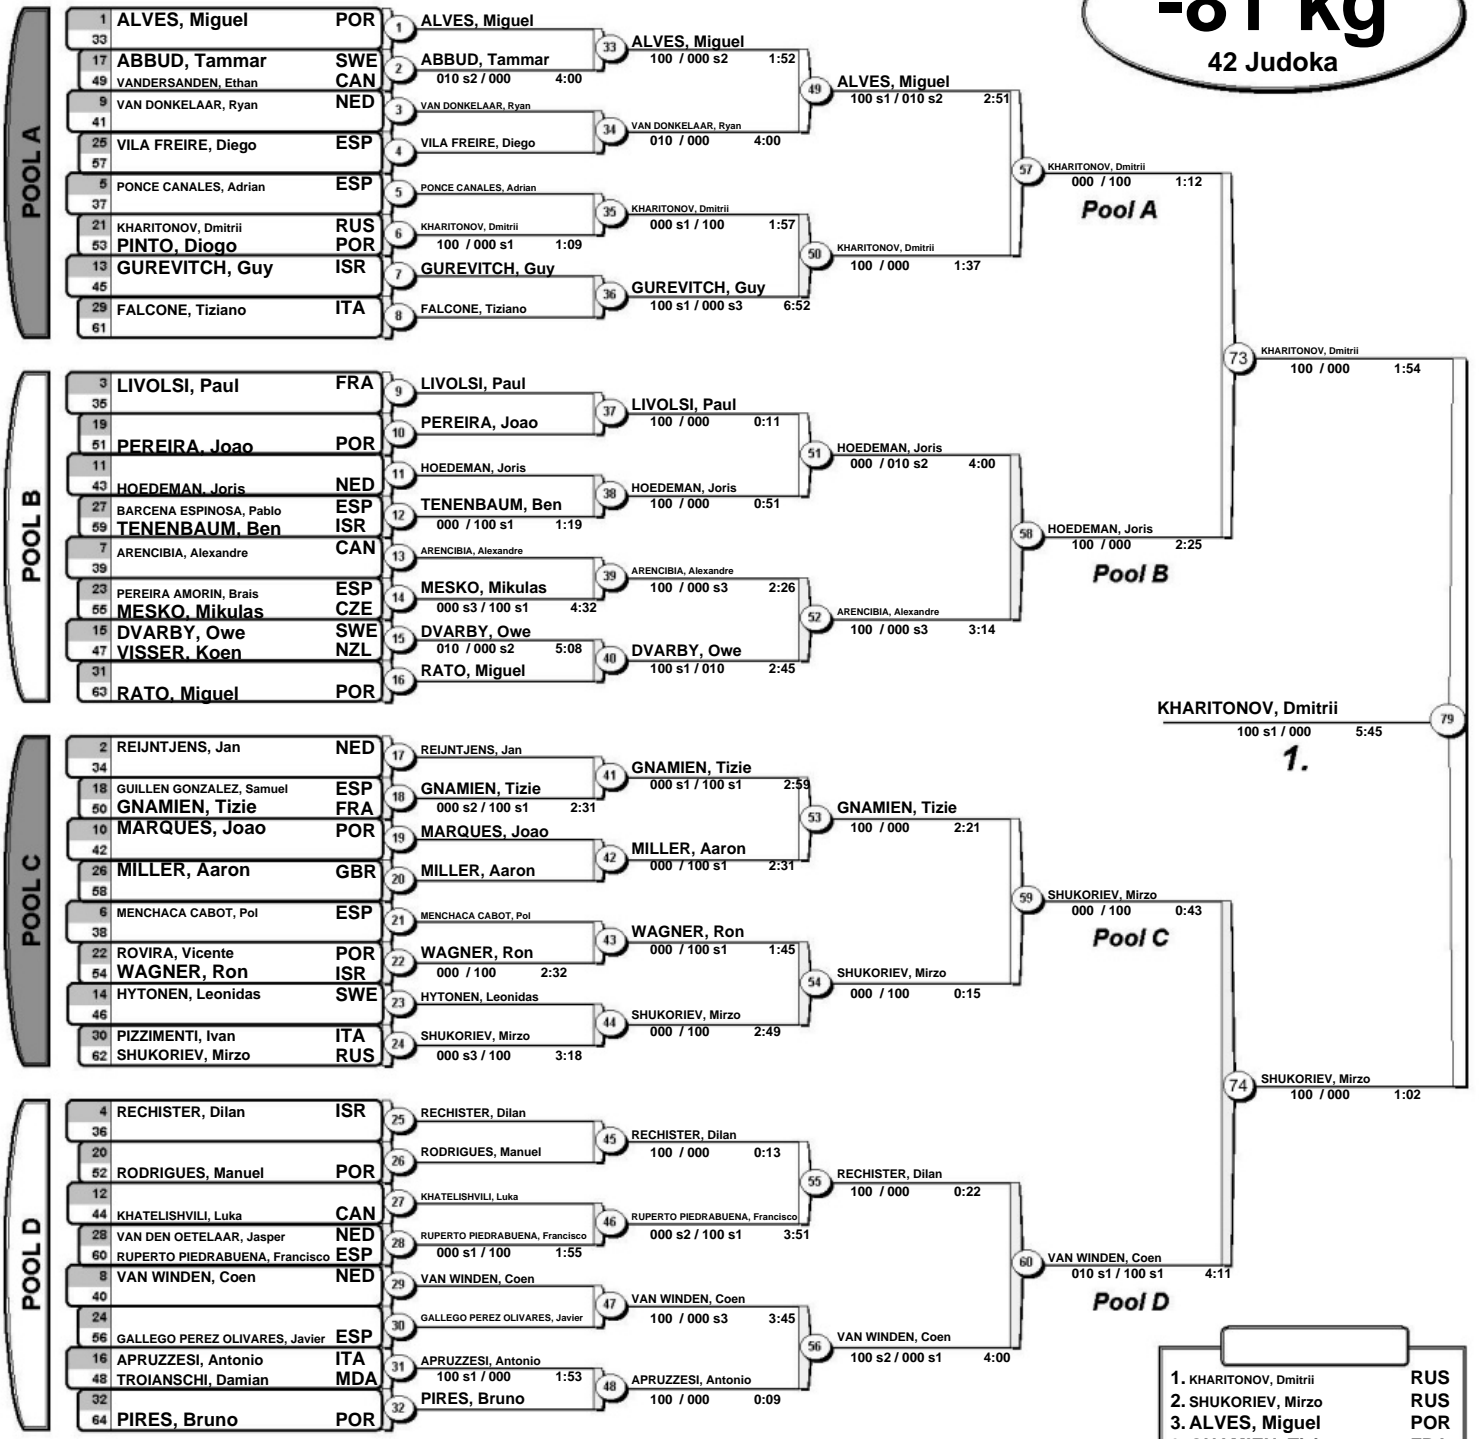 -81 kg
42 Judoka
POOL A
1 ALVES, Miguel POR
33
17 ABBUD, Tammar SWE
49 VANDERSANDEN, Ethan CAN
9 VAN DONKELAAR, Ryan NED
41
25 VILA FREIRE, Diego ESP
57
5 PONCE CANALES, Adrian ESP
37
21 KHARITONOV, Dmitrii RUS
53 PINTO, Diogo POR
13 GUREVITCH, Guy ISR
45
29 FALCONE, Tiziano ITA
61
1 ALVES, Miguel
2 ABBUD, Tammar
010 s2 / 000 4:00
3 VAN DONKELAAR, Ryan
4 VILA FREIRE, Diego
5 PONCE CANALES, Adrian
6 KHARITONOV, Dmitrii
100 / 000 s1 1:09
7 GUREVITCH, Guy
8 FALCONE, Tiziano
33 ALVES, Miguel
100 / 000 s2 1:52
34 VAN DONKELAAR, Ryan
010 / 000 4:00
35 KHARITONOV, Dmitrii
000 s1 / 100 1:57
36 GUREVITCH, Guy
100 s1 / 000 s3 6:52
49 ALVES, Miguel
100 s1 / 010 s2 2:51
50 KHARITONOV, Dmitrii
100 / 000 1:37
57 KHARITONOV, Dmitrii
000 / 100 1:12
Pool A
POOL B
3 LIVOLSI, Paul FRA
35
19
51 PEREIRA, Joao POR
11
43 HOEDEMAN, Joris NED
27 BARCENA ESPINOSA, Pablo ESP
59 TENENBAUM, Ben ISR
7 ARENCIBIA, Alexandre CAN
39
23 PEREIRA AMORIN, Brais ESP
55 MESKO, Mikulas CZE
15 DVARBY, Owe SWE
47 VISSER, Koen NZL
31
63 RATO, Miguel POR
9 LIVOLSI, Paul
10 PEREIRA, Joao
11 HOEDEMAN, Joris
12 TENENBAUM, Ben
000 / 100 s1 1:19
13 ARENCIBIA, Alexandre
14 MESKO, Mikulas
000 s3 / 100 s1 4:32
15 DVARBY, Owe
010 / 000 s2 5:08
16 RATO, Miguel
37 LIVOLSI, Paul
100 / 000 0:11
38 HOEDEMAN, Joris
100 / 000 0:51
39 ARENCIBIA, Alexandre
100 / 000 s3 2:26
40 DVARBY, Owe
100 s1 / 010 2:45
51 HOEDEMAN, Joris
000 / 010 s2 4:00
52 ARENCIBIA, Alexandre
100 / 000 s3 3:14
58 HOEDEMAN, Joris
100 / 000 2:25
Pool B
73 KHARITONOV, Dmitrii
100 / 000 1:54
KHARITONOV, Dmitrii 79
100 s1 / 000 5:45
1.
POOL C
2 REIJNTJENS, Jan NED
34
18 GUILLEN GONZALEZ, Samuel ESP
50 GNAMIEN, Tizie FRA
10 MARQUES, Joao POR
42
26 MILLER, Aaron GBR
58
6 MENCHACA CABOT, Pol ESP
38
22 ROVIRA, Vicente POR
54 WAGNER, Ron ISR
14 HYTONEN, Leonidas SWE
46
30 PIZZIMENTI, Ivan ITA
62 SHUKORIEV, Mirzo RUS
17 REIJNTJENS, Jan
18 GNAMIEN, Tizie
000 s2 / 100 s1 2:31
19 MARQUES, Joao
20 MILLER, Aaron
21 MENCHACA CABOT, Pol
22 WAGNER, Ron
000 / 100 2:32
23 HYTONEN, Leonidas
24 SHUKORIEV, Mirzo
000 s3 / 100 3:18
41 GNAMIEN, Tizie
000 s1 / 100 s1 2:59
42 MILLER, Aaron
000 / 100 s1 2:31
43 WAGNER, Ron
000 / 100 s1 1:45
44 SHUKORIEV, Mirzo
000 / 100 2:49
53 GNAMIEN, Tizie
100 / 000 2:21
54 SHUKORIEV, Mirzo
000 / 100 0:15
59 SHUKORIEV, Mirzo
000 / 100 0:43
Pool C
POOL D
4 RECHISTER, Dilan ISR
36
20
52 RODRIGUES, Manuel POR
12
44 KHATELISHVILI, Luka CAN
28 VAN DEN OETELAAR, Jasper NED
60 RUPERTO PIEDRABUENA, Francisco ESP
8 VAN WINDEN, Coen NED
40
24
56 GALLEGO PEREZ OLIVARES, Javier ESP
16 APRUZZESI, Antonio ITA
48 TROIANSCHI, Damian MDA
32
64 PIRES, Bruno POR
25 RECHISTER, Dilan
26 RODRIGUES, Manuel
27 KHATELISHVILI, Luka
28 RUPERTO PIEDRABUENA, Francisco
000 s1 / 100 1:55
29 VAN WINDEN, Coen
30 GALLEGO PEREZ OLIVARES, Javier
31 APRUZZESI, Antonio
100 s1 / 000 1:53
32 PIRES, Bruno
45 RECHISTER, Dilan
100 / 000 0:13
46 RUPERTO PIEDRABUENA, Francisco
000 s2 / 100 s1 3:51
47 VAN WINDEN, Coen
100 / 000 s3 3:45
48 APRUZZESI, Antonio
100 / 000 0:09
55 RECHISTER, Dilan
100 / 000 0:22
56 VAN WINDEN, Coen
100 s2 / 000 s1 4:00
60 VAN WINDEN, Coen
010 s1 / 100 s1 4:11
Pool D
74 SHUKORIEV, Mirzo
100 / 000 1:02
1. KHARITONOV, Dmitrii RUS
2. SHUKORIEV, Mirzo RUS
3. ALVES, Miguel POR